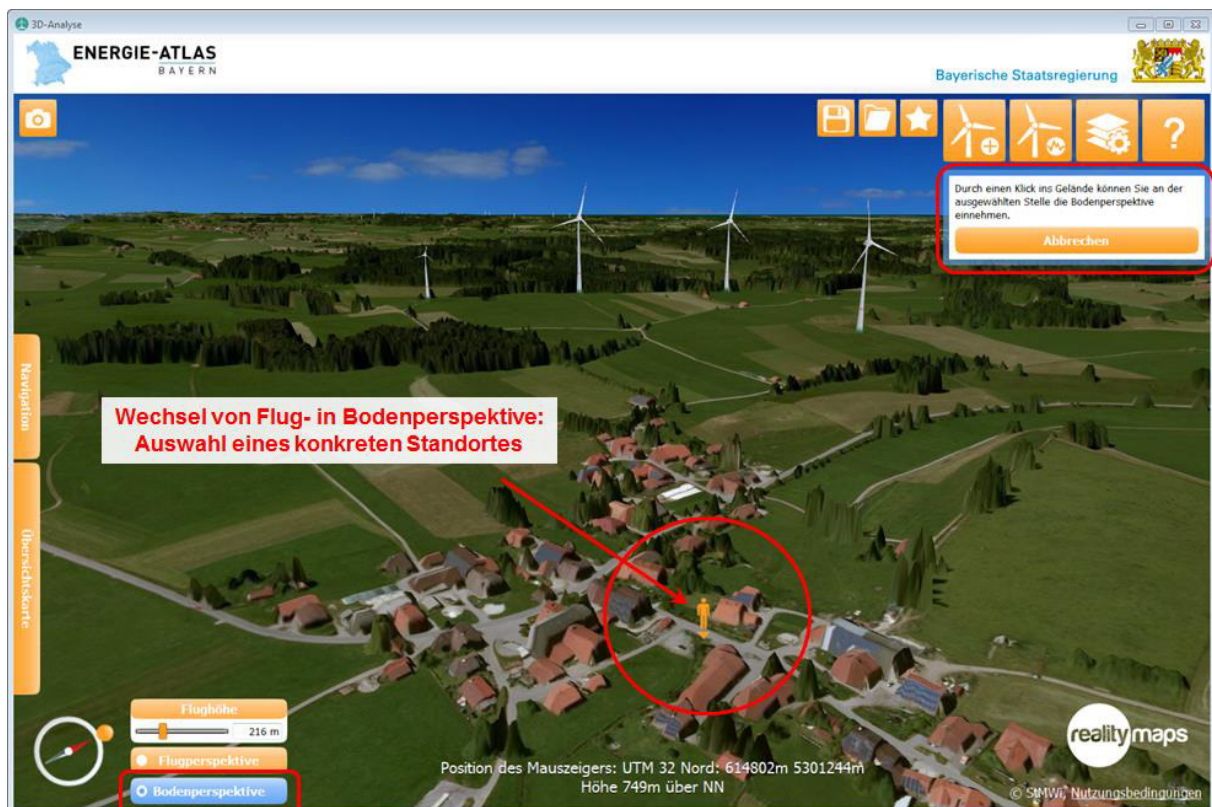 3D-Analyse
ENERGIE-ATLAS
BAYERN
Bayerische Staatsregierung
?
Durch einen Klick ins Gelände können Sie an der
ausgewählten Stelle die Bodenperspektive
einnehmen.
Abbrechen
Navigation
Wechsel von Flug- in Bodenperspektive:
Auswahl eines konkreten Standortes
Übersichtskarte
Flughöhe
216 m
Flugperspektive
Bodenperspektive
Position des Mauszeigers: UTM 32 Nord: 614802m 5301244m
Höhe 749m über NN
reality maps
© StMWi, Nutzungsbedingungen